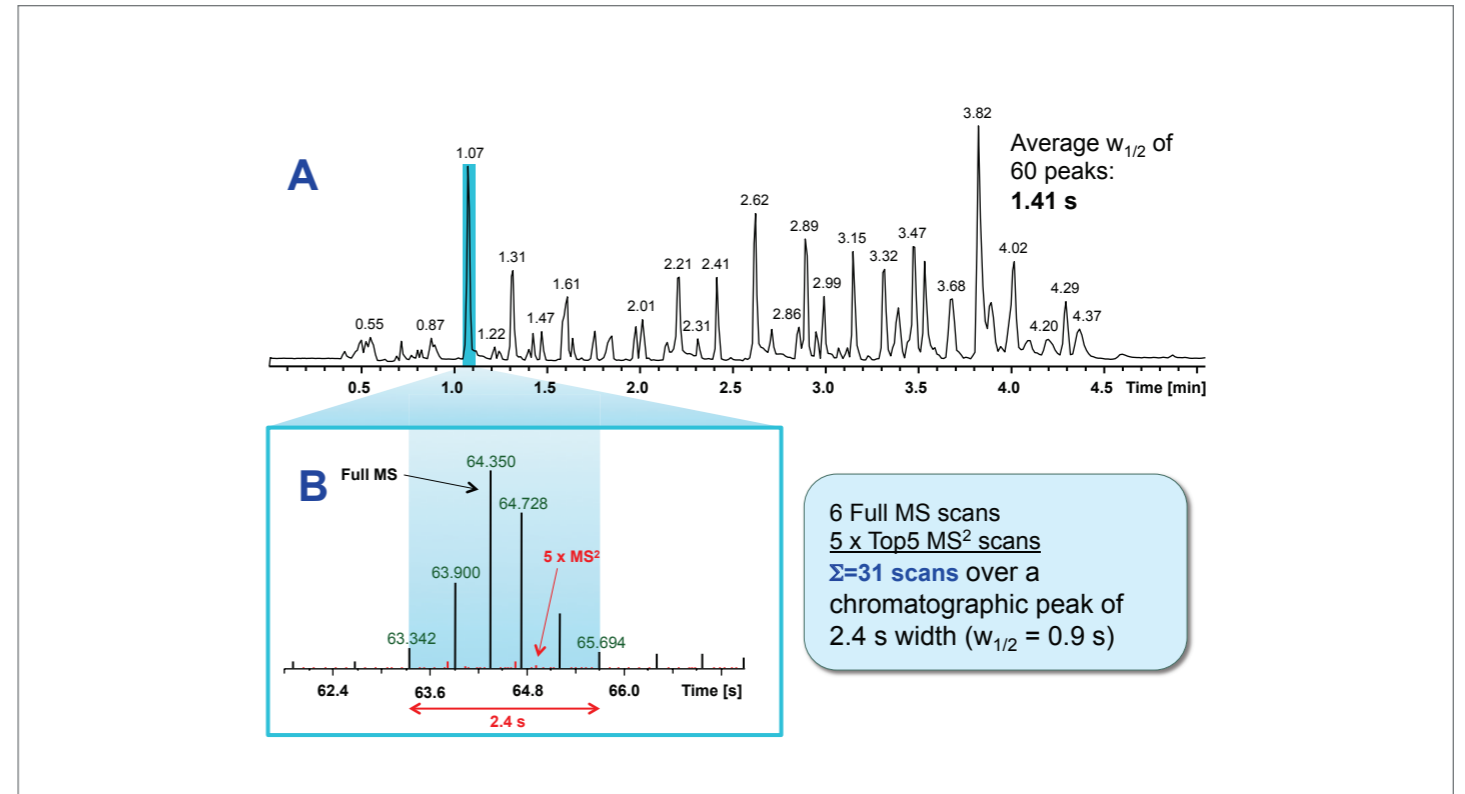 A
Average w1/2 of
60 peaks:
1.41 s
3.82
1.07
2.62
2.89
3.15
3.47
4.02
1.31
2.21
2.41
3.32
1.61
2.99
3.68
4.29
0.55
0.87
1.22
1.47
2.01
2.31
2.86
4.20
4.37
0.5 1.0 1.5 2.0 2.5 3.0 3.5 4.0 4.5 Time [min]
B
Full MS
64.350
64.728
5 x MS²
63.900
63.342
65.694
62.4 63.6 64.8 66.0 Time [s]
2.4 s
6 Full MS scans
5 x Top5 MS² scans
Σ=31 scans over a
chromatographic peak of
2.4 s width (w1/2 = 0.9 s)